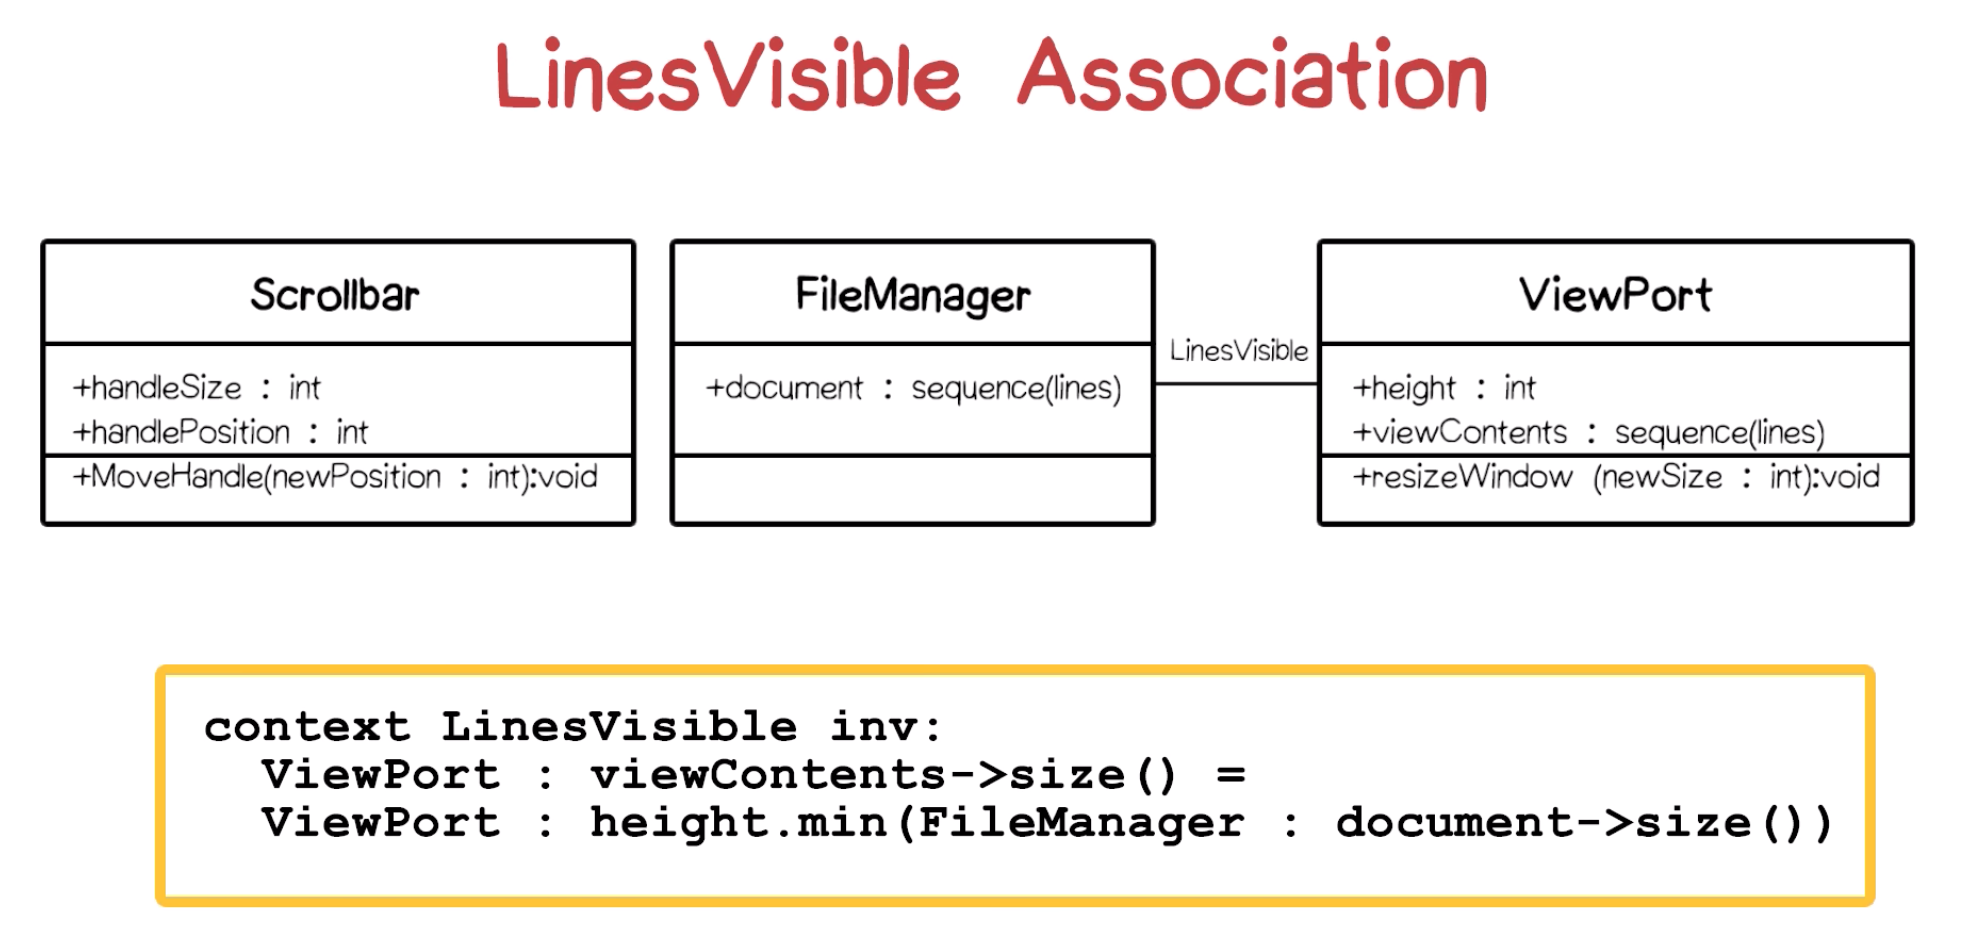 LinesVisible Association
Scrollbar
+handleSize : int
+handlePosition : int
+MoveHandle(newPosition : int):void
FileManager
+document : sequence(lines)
LinesVisible
ViewPort
+height : int
+viewContents : sequence(lines)
+resizeWindow (newSize : int):void
context LinesVisible inv:
ViewPort : viewContents->size() =
ViewPort : height.min(FileManager : document->size())